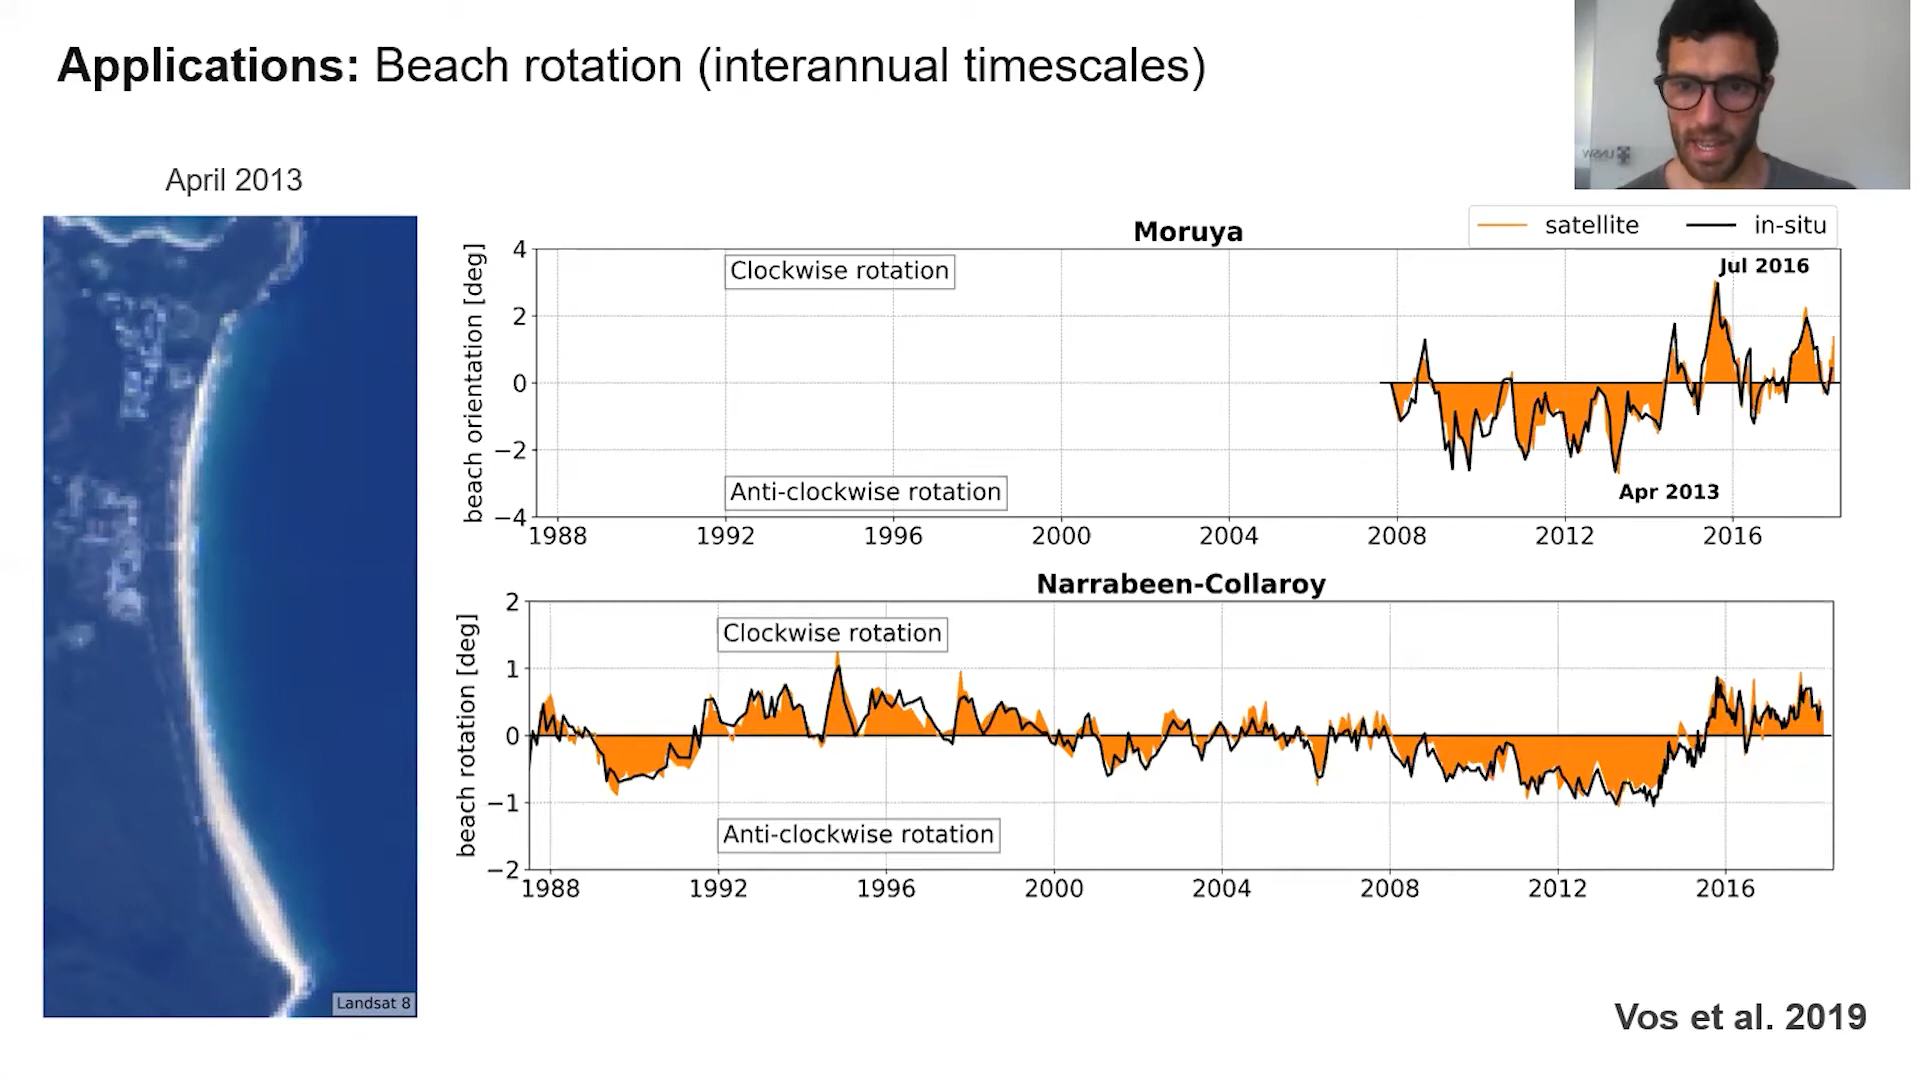 Applications: Beach rotation (interannual timescales)
UNSW
April 2013
Landsat 8
Moruya
satellite
in-situ
beach orientation [deg]
4
2
0
−2
−4
Clockwise rotation
Anti-clockwise rotation
Jul 2016
Apr 2013
1988 1992 1996 2000 2004 2008 2012 2016
Narrabeen-Collaroy
beach rotation [deg]
2
1
0
−1
−2
Clockwise rotation
Anti-clockwise rotation
1988 1992 1996 2000 2004 2008 2012 2016
Vos et al. 2019